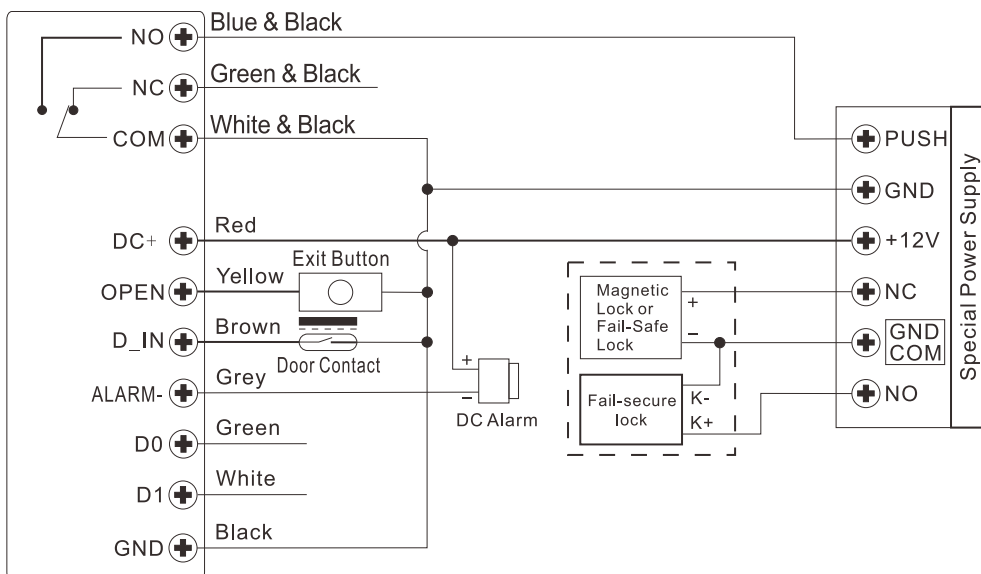 NO
Blue & Black
NC
Green & Black
COM
White & Black
DC+
Red
OPEN
Yellow
Exit Button
D_IN
Brown
Door Contact
ALARM-
Grey
+
−
DC Alarm
D0
Green
D1
White
GND
Black
Magnetic
Lock or
Fail-Safe
Lock
+
−
Fail-secure
lock
K-
K+
PUSH
GND
+12V
NC
GND
COM
NO
Special Power Supply